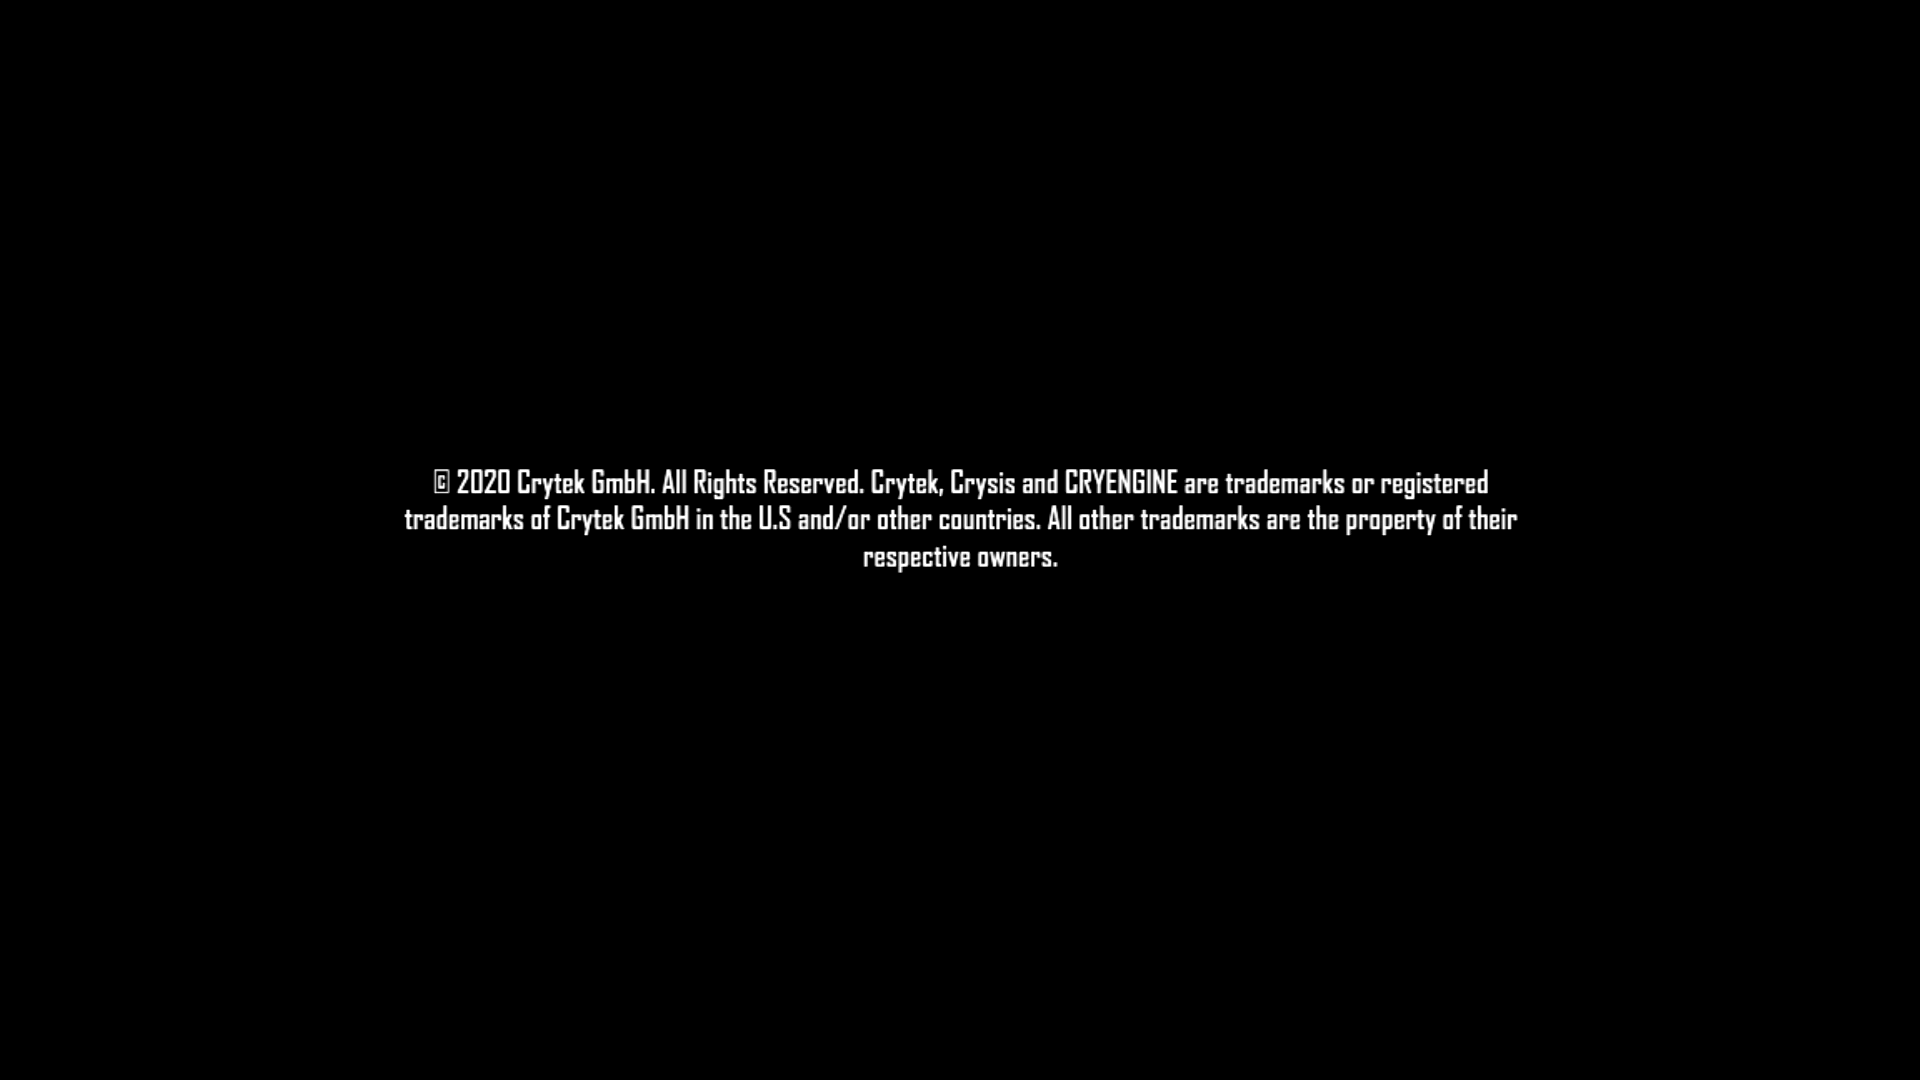 © 2020 Crytek GmbH. All Rights Reserved. Crytek, Crysis and CRYENGINE are trademarks or registered
trademarks of Crytek GmbH in the U.S and/or other countries. All other trademarks are the property of their
respective owners.